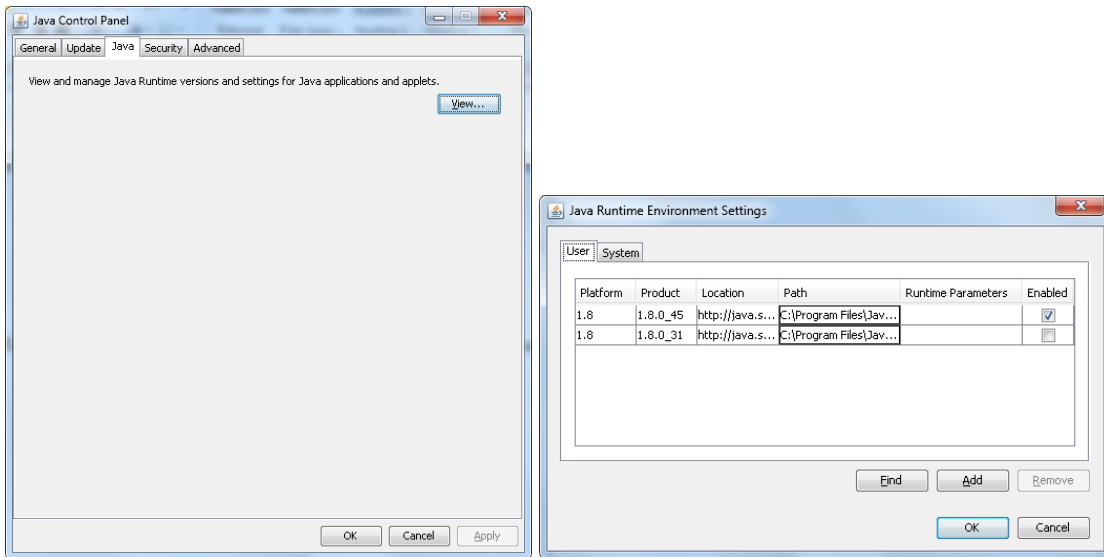 Java Control Panel
General Update Java Security Advanced
View and manage Java Runtime versions and settings for Java applications and applets.
View...
OK Cancel Apply
Java Runtime Environment Settings
User System
Platform Product Location Path Runtime Parameters Enabled
1.8 1.8.0_45 http://java.s... C:\Program Files\Jav...
1.8 1.8.0_31 http://java.s... C:\Program Files\Jav...
Find Add Remove
OK Cancel